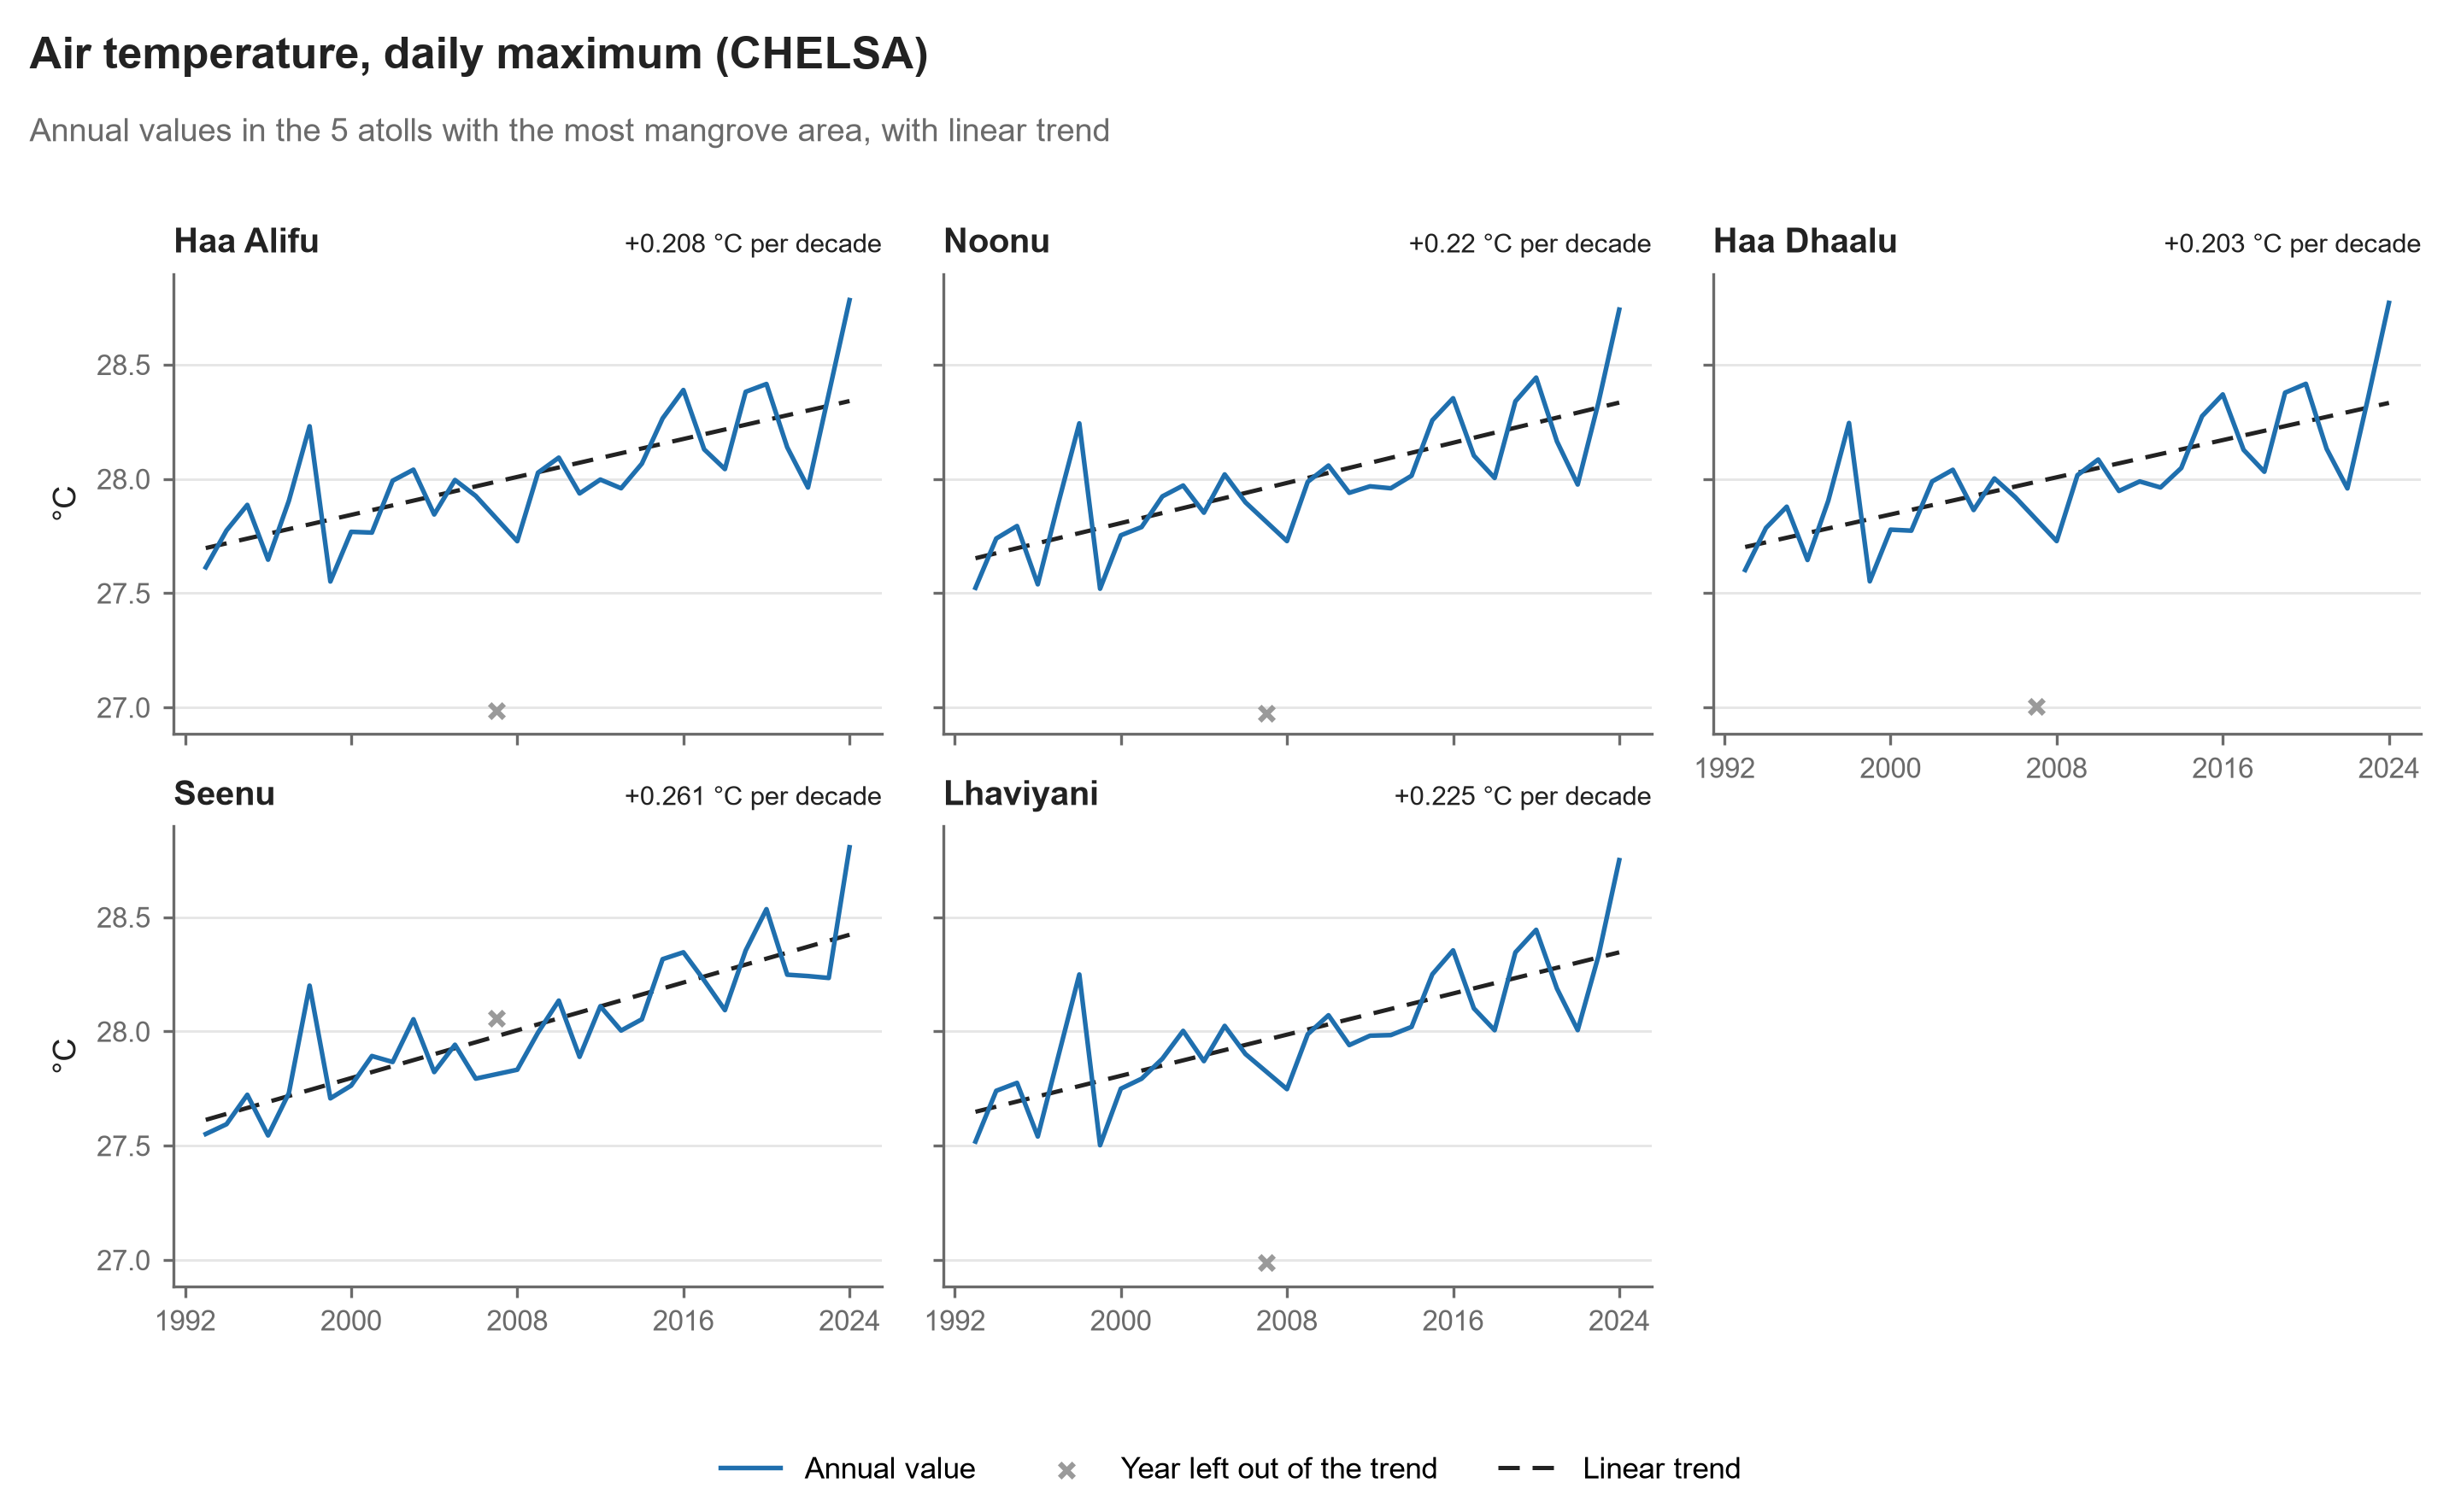 Air temperature, daily maximum (CHELSA)
Annual values in the 5 atolls with the most mangrove area, with linear trend
Haa Alifu
+0.208 °C per decade
Noonu
+0.22 °C per decade
Haa Dhaalu
+0.203 °C per decade
°C
28.5
28.0
27.5
27.0
1992 2000 2008 2016 2024
Seenu
+0.261 °C per decade
Lhaviyani
+0.225 °C per decade
°C
28.5
28.0
27.5
27.0
1992 2000 2008 2016 2024
1992 2000 2008 2016 2024
Annual value
Year left out of the trend
Linear trend